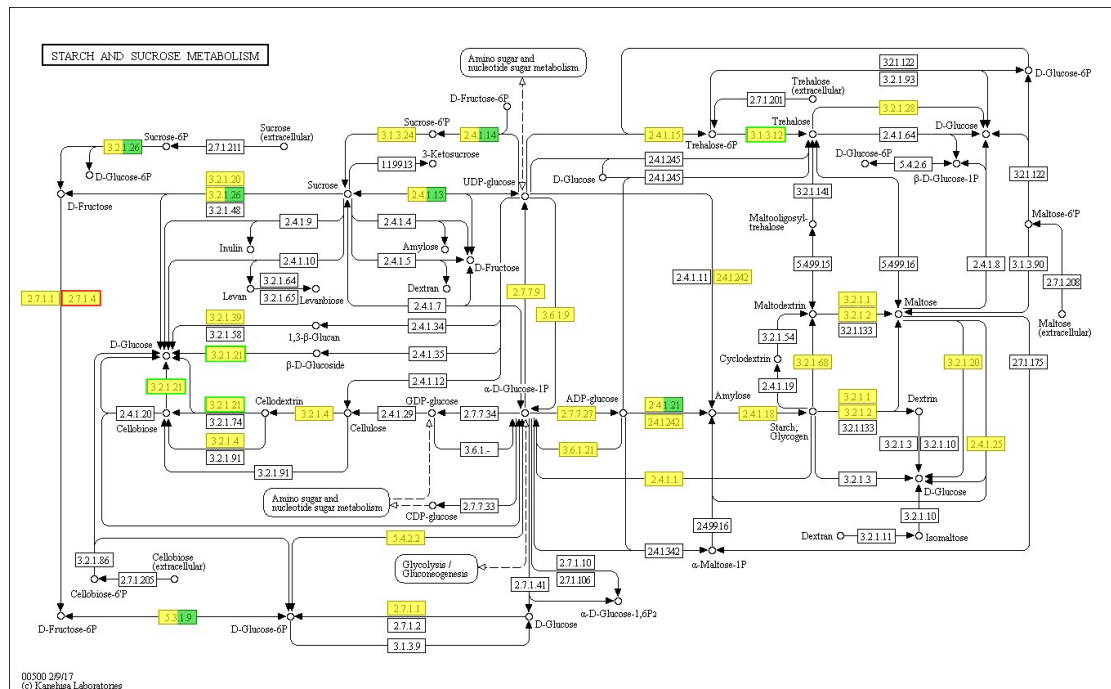 STARCH AND SUCROSE METABOLISM
Amino sugar and
nucleotide sugar metabolism
D-Fructose-6P
Sucrose-6'P
3.1.3.24
2.4.1.14
Sucrose-6P
3.2.1.26
2.7.1.211
Sucrose
(extracellular)
D-Glucose-6P
3-Ketosucrose
1.1.99.13
Sucrose
UDP-glucose
2.4.1.13
3.2.1.20
3.2.1.26
3.2.1.48
D-Fructose
2.4.1.9
Inulin
2.4.1.4
Amylose
2.4.1.10
2.4.1.5
D-Fructose
Levan
3.2.1.64
3.2.1.65
Levanbiose
Dextran
2.4.1.7
2.7.1.1
2.7.1.4
2.7.7.9
3.6.1.9
3.2.1.39
3.2.1.58
1,3-β-Glucan
2.4.1.34
D-Glucose
3.2.1.21
β-D-Glucoside
2.4.1.35
2.4.1.12
3.2.1.21
α-D-Glucose-1P
2.4.1.20
Cellobiose
3.2.1.21
3.2.1.74
3.2.1.4
3.2.1.91
Cellodextrin
3.2.1.4
Cellulose
2.4.1.29
GDP-glucose
2.7.7.34
3.6.1.-
3.2.1.91
Amino sugar and
nucleotide sugar metabolism
CDP-glucose
2.7.7.33
5.4.2.2
Glycolysis /
Gluconeogenesis
3.2.1.86
Cellobiose
(extracellular)
2.7.1.205
Cellobiose-6'P
D-Fructose-6P
5.3.1.9
D-Glucose-6P
2.7.1.1
2.7.1.2
3.1.3.9
D-Glucose
2.7.1.41
2.7.1.10
2.7.1.106
α-D-Glucose-1,6P2
2.4.1.15
Trehalose-6P
2.7.1.201
Trehalose
(extracellular)
3.1.3.12
Trehalose
3.2.1.122
3.2.1.93
D-Glucose-6P
3.2.1.28
2.4.1.64
D-Glucose
D-Glucose
2.4.1.245
2.4.1.245
D-Glucose-6P
5.4.2.6
β-D-Glucose-1P
3.2.1.141
3.2.1.122
Maltooligosyl-
trehalose
Maltose-6'P
5.4.99.15
5.4.99.16
2.4.1.8
3.1.3.90
2.7.1.208
2.4.1.11
2.4.1.242
Maltodextrin
3.2.1.1
3.2.1.2
3.2.1.133
Maltose
Maltose
(extracellular)
3.2.1.54
Cyclodextrin
2.4.1.19
3.2.1.68
3.2.1.20
2.7.1.175
ADP-glucose
2.7.7.27
2.4.1.21
2.4.1.242
Amylose
2.4.1.18
Starch;
Glycogen
3.2.1.1
3.2.1.2
3.2.1.133
Dextrin
3.2.1.3
3.2.1.10
2.4.1.25
3.6.1.21
2.4.1.1
3.2.1.3
D-Glucose
3.2.1.10
2.4.99.16
Dextran
3.2.1.11
Isomaltose
2.4.1.342
α-Maltose-1P
00500 2/9/17
(c) Kanehisa Laboratories